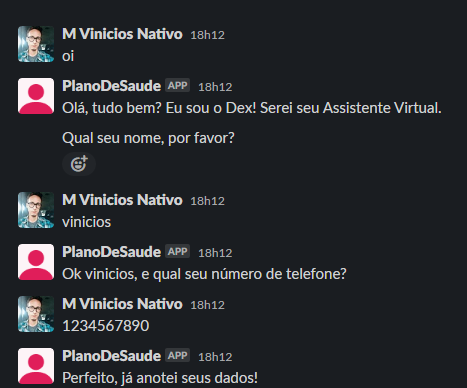 M Vinicios Nativo 18h12
oi
PlanoDeSaude APP 18h12
Olá, tudo bem? Eu sou o Dex! Serei seu Assistente Virtual.
Qual seu nome, por favor?
M Vinicios Nativo 18h12
vinicios
PlanoDeSaude APP 18h12
Ok vinicios, e qual seu número de telefone?
M Vinicios Nativo 18h12
1234567890
PlanoDeSaude APP 18h12
Perfeito, já anotei seus dados!